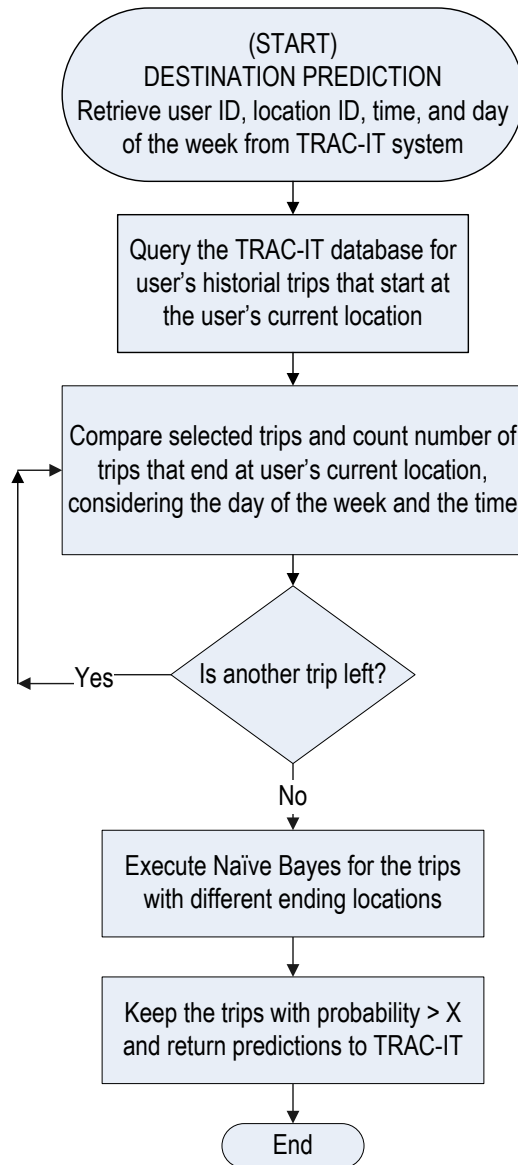 (START)
DESTINATION PREDICTION
Retrieve user ID, location ID, time, and day
of the week from TRAC-IT system
Query the TRAC-IT database for
user's historial trips that start at
the user's current location
Compare selected trips and count number of
trips that end at user's current location,
considering the day of the week and the time
Is another trip left?
Yes
No
Execute Naïve Bayes for the trips
with different ending locations
Keep the trips with probability > X
and return predictions to TRAC-IT
End